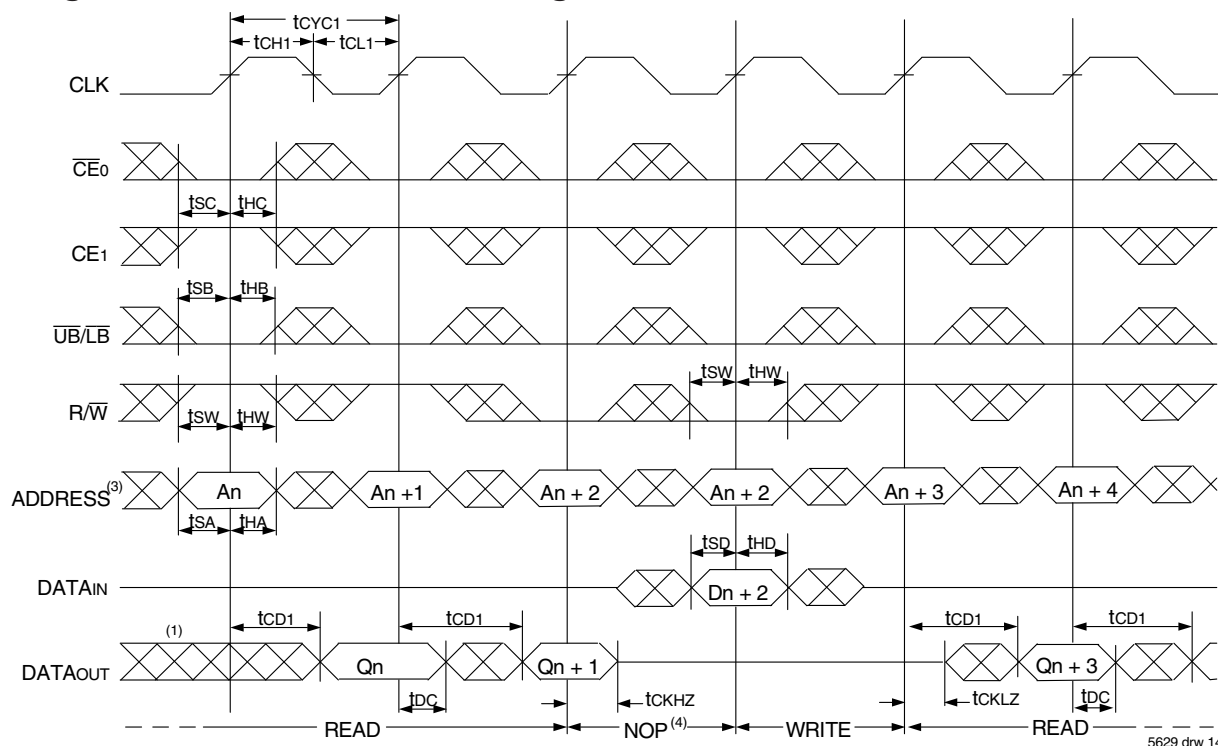 tCYC1
tCH1 tCL1
CLK
CE0
tSC tHC
CE1
tSB tHB
UB/LB
tSW tHW
R/W
tSW tHW
ADDRESS(3) An An +1 An + 2 An + 2 An + 3 An + 4
tSA tHA
tSD tHD
DATAIN Dn + 2
(1) tCD1 tCD1 tCD1 tCD1
DATAOUT Qn Qn + 1 Qn + 3
tDC tCKHZ tCKLZ tDC
READ NOP(4) WRITE READ
5629 drw 14